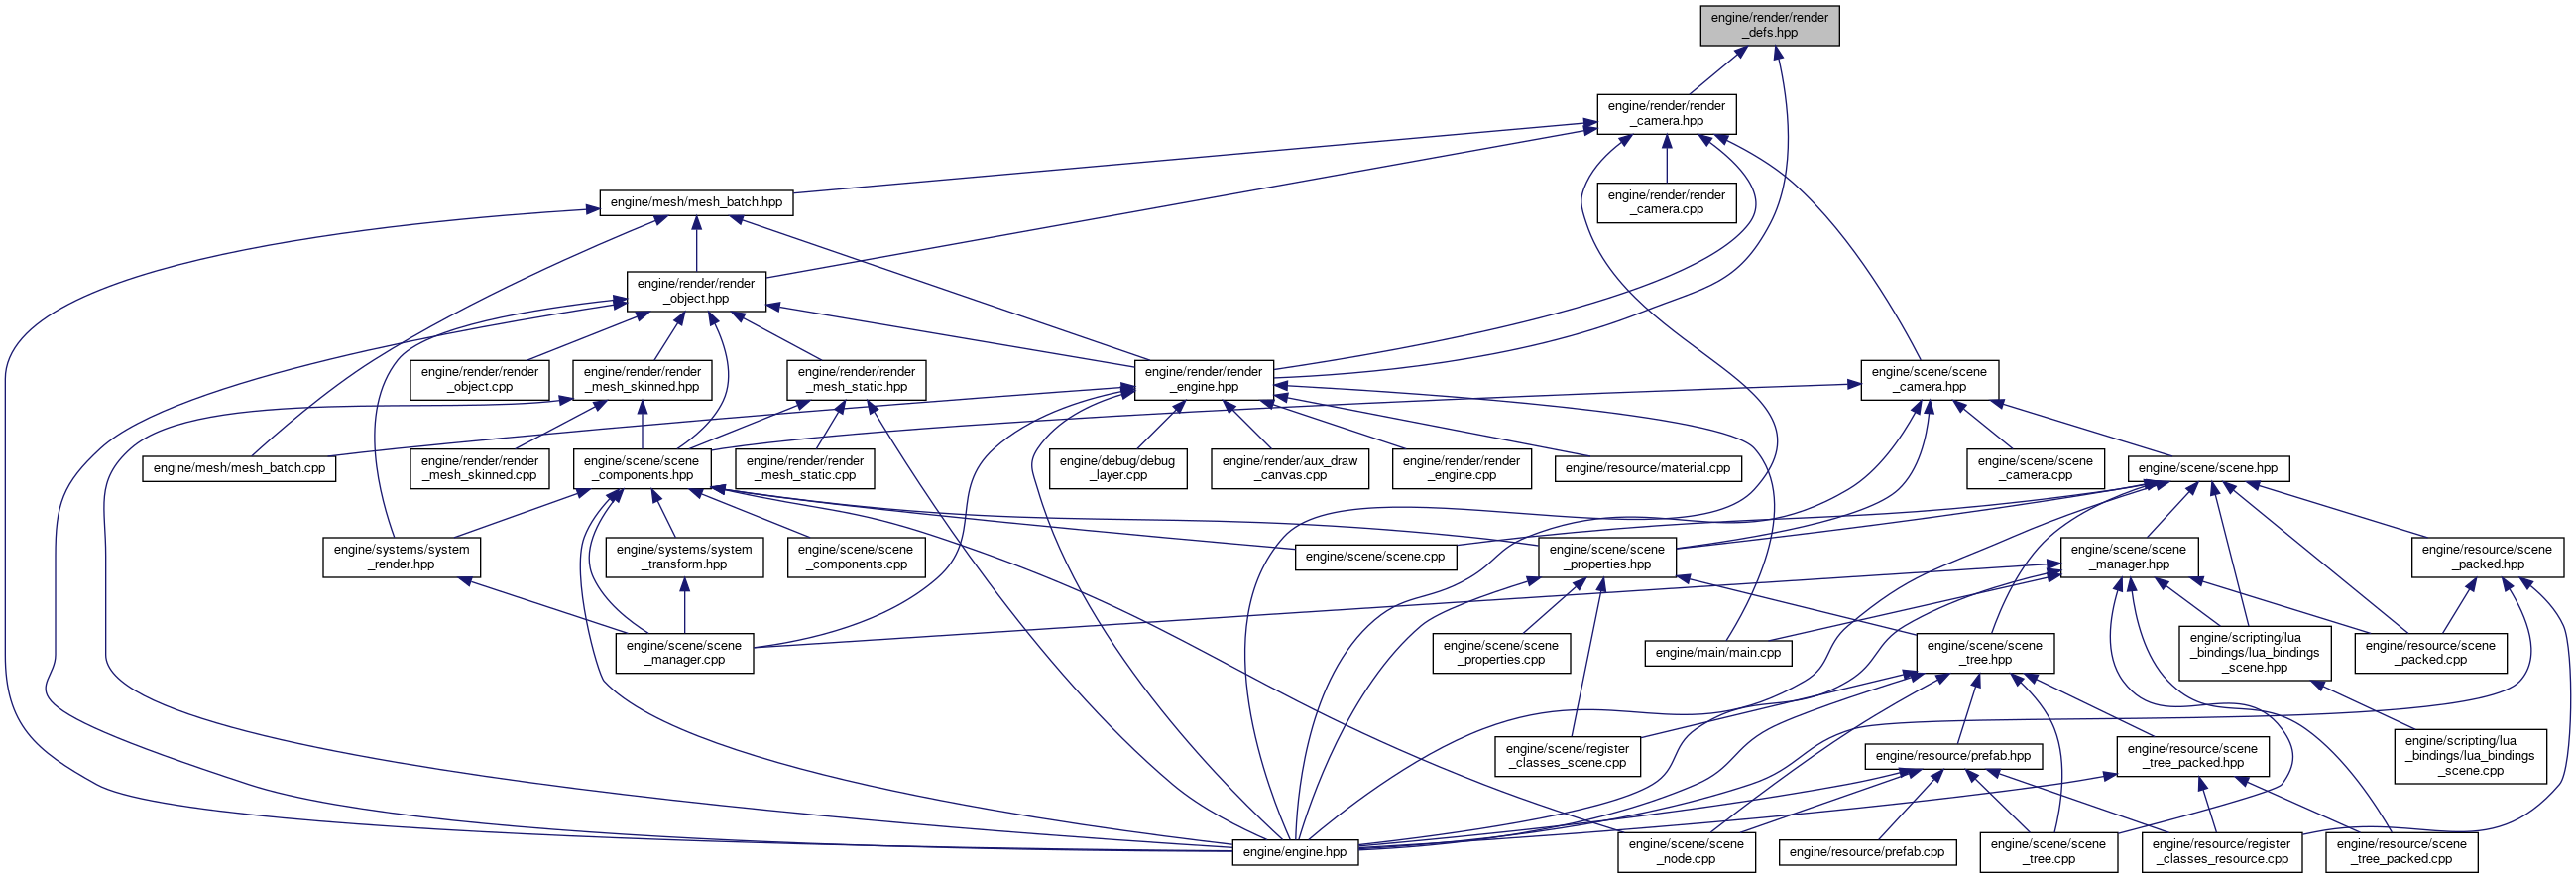 engine/render/render
_defs.hpp
engine/render/render
_camera.hpp
engine/mesh/mesh_batch.hpp
engine/render/render
_camera.cpp
engine/render/render
_object.hpp
engine/render/render
_object.cpp
engine/render/render
_mesh_skinned.hpp
engine/render/render
_mesh_static.hpp
engine/render/render
_engine.hpp
engine/scene/scene
_camera.hpp
engine/mesh/mesh_batch.cpp
engine/render/render
_mesh_skinned.cpp
engine/scene/scene
_components.hpp
engine/render/render
_mesh_static.cpp
engine/debug/debug
_layer.cpp
engine/render/aux_draw
_canvas.cpp
engine/render/render
_engine.cpp
engine/resource/material.cpp
engine/scene/scene
_camera.cpp
engine/scene/scene.hpp
engine/systems/system
_render.hpp
engine/systems/system
_transform.hpp
engine/scene/scene
_components.cpp
engine/scene/scene.cpp
engine/scene/scene
_properties.hpp
engine/scene/scene
_manager.hpp
engine/resource/scene
_packed.hpp
engine/scene/scene
_manager.cpp
engine/scene/scene
_properties.cpp
engine/main/main.cpp
engine/scene/scene
_tree.hpp
engine/scripting/lua
_bindings/lua_bindings
_scene.hpp
engine/resource/scene
_packed.cpp
engine/scene/register
_classes_scene.cpp
engine/resource/prefab.hpp
engine/resource/scene
_tree_packed.hpp
engine/scripting/lua
_bindings/lua_bindings
_scene.cpp
engine/engine.hpp
engine/scene/scene
_node.cpp
engine/resource/prefab.cpp
engine/scene/scene
_tree.cpp
engine/resource/register
_classes_resource.cpp
engine/resource/scene
_tree_packed.cpp